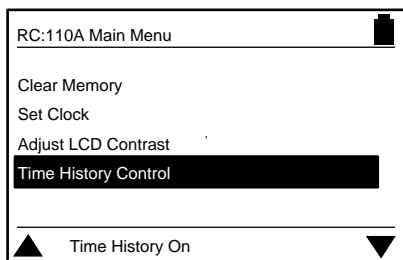 RC:110A Main Menu
Clear Memory
Set Clock
Adjust LCD Contrast
Time History Control
Time History On